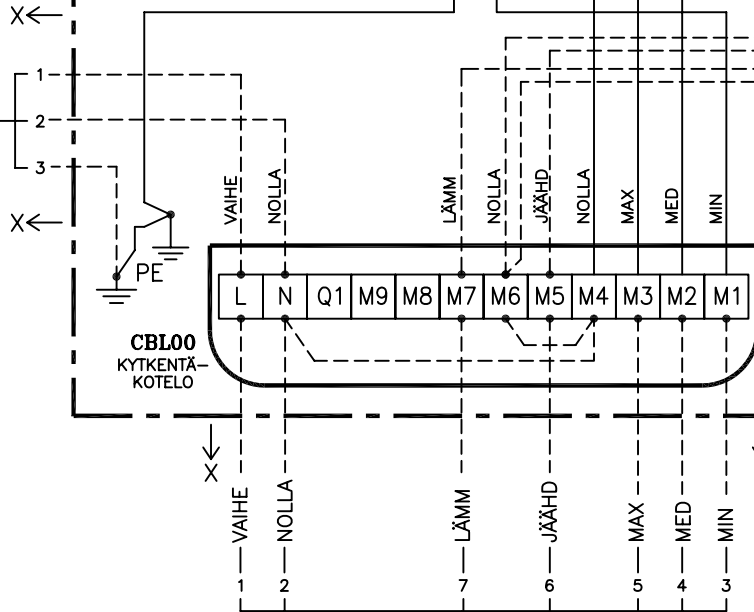 X
1
2
3
X
VAIHE
NOLLA
LÄMM
NOLLA
JÄÄHD
NOLLA
MAX
MED
MIN
PE
L N Q1 M9 M8 M7 M6 M5 M4 M3 M2 M1
CBL00
KYTKENTÄ-
KOTELO
X
VAIHE
NOLLA
LÄMM
JÄÄHD
MAX
MED
MIN
1 2 7 6 5 4 3